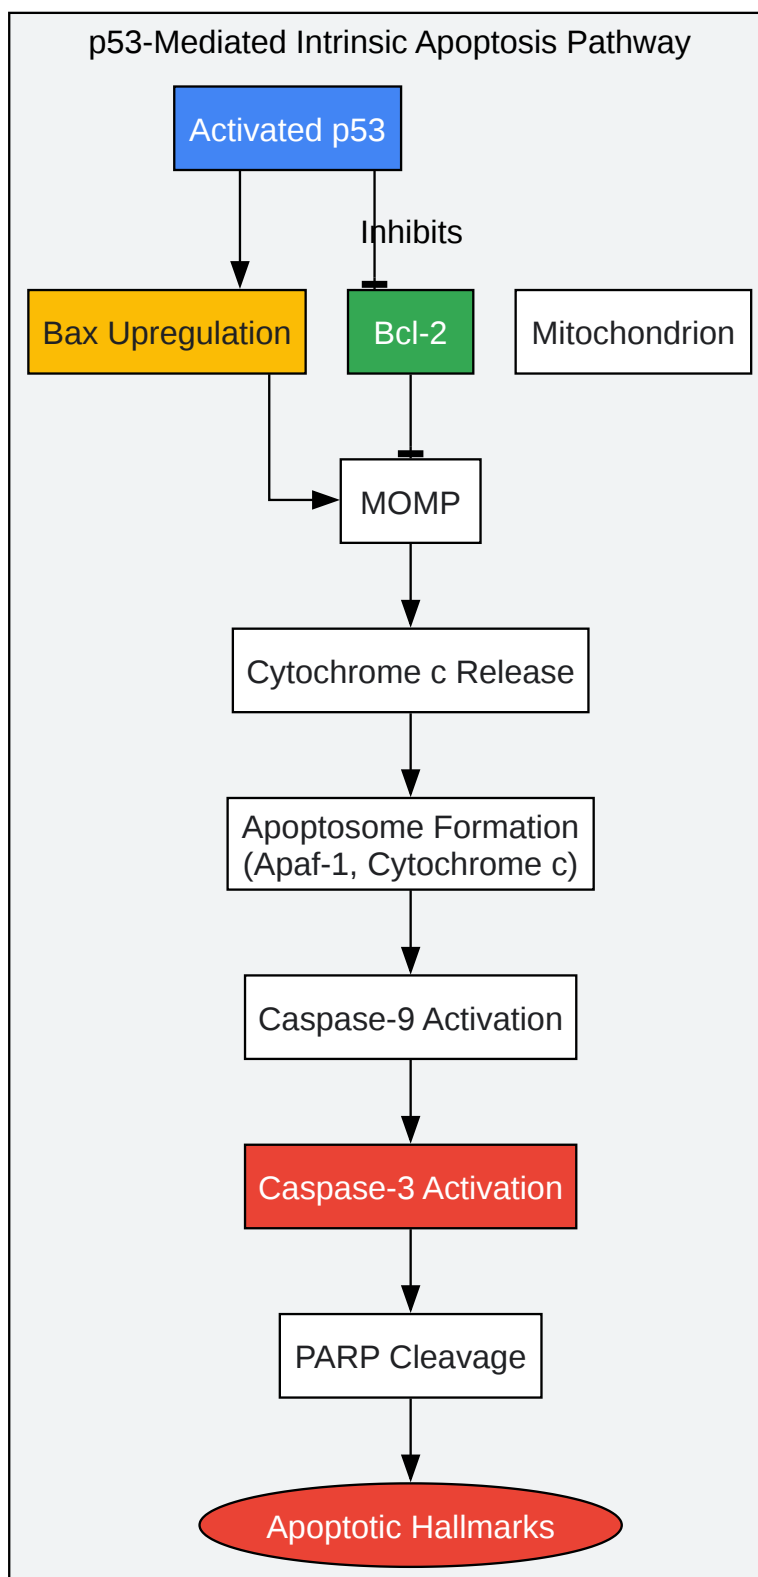 p53-Mediated Intrinsic Apoptosis Pathway
Activated p53
Inhibits
Bax Upregulation
Bcl-2
Mitochondrion
MOMP
Cytochrome c Release
Apoptosome Formation
(Apaf-1, Cytochrome c)
Caspase-9 Activation
Caspase-3 Activation
PARP Cleavage
Apoptotic Hallmarks